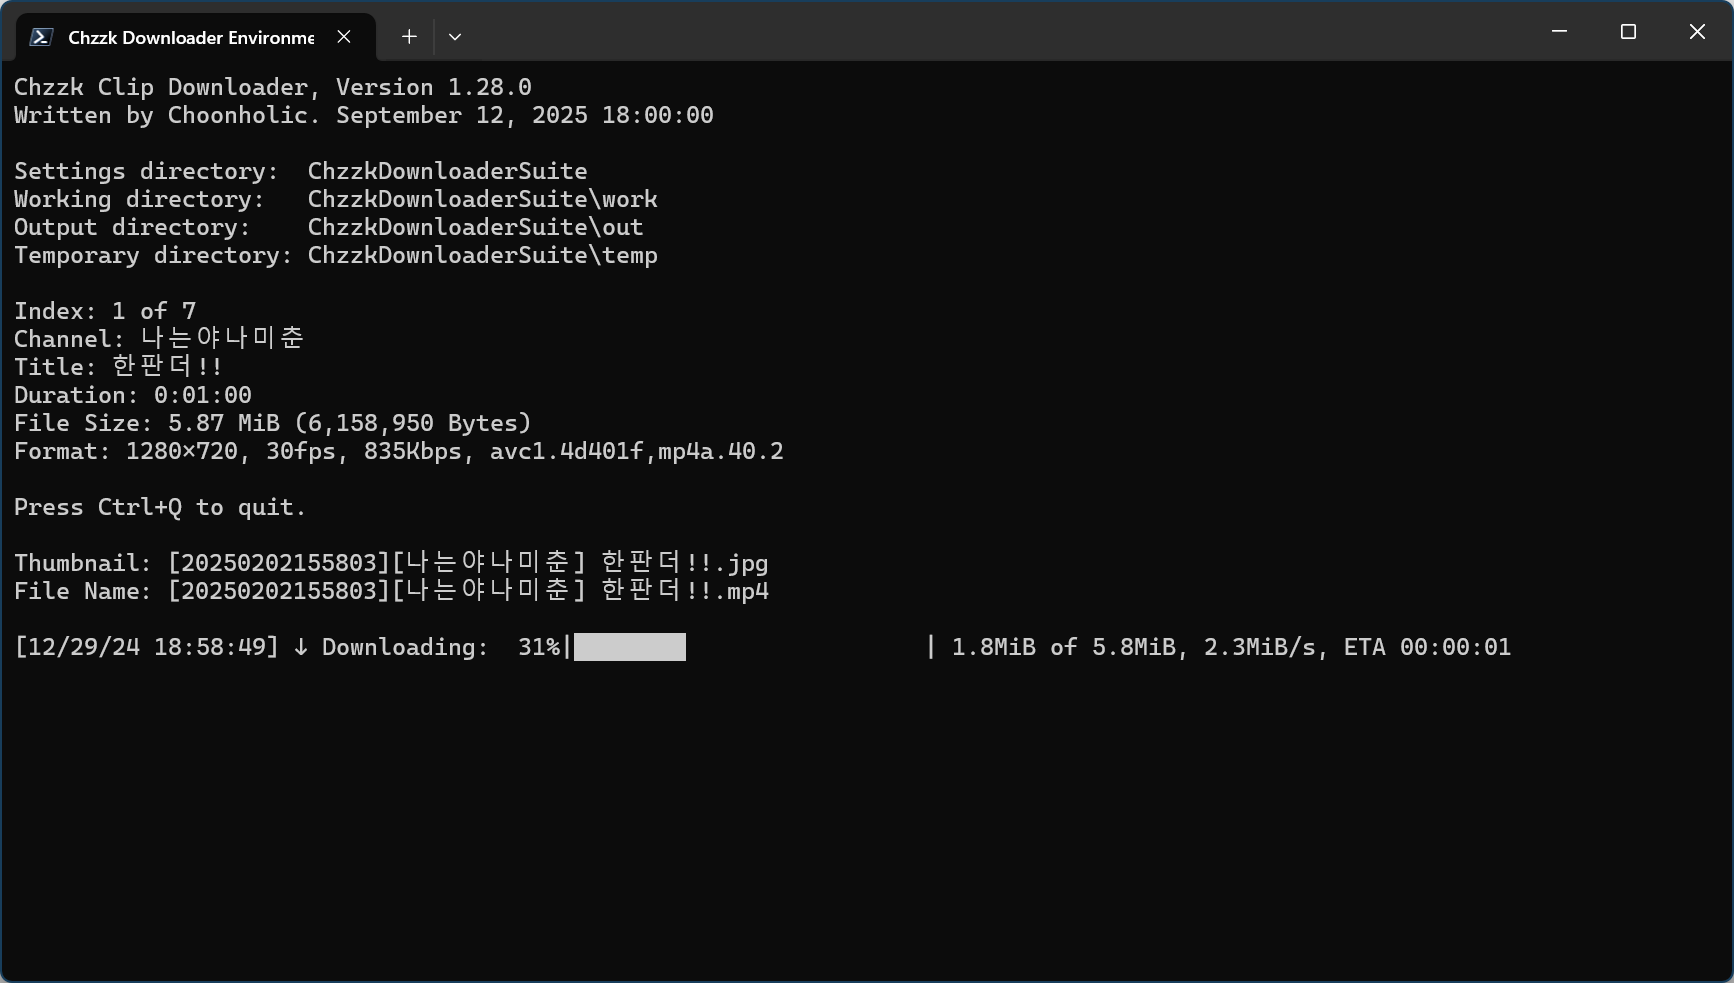 Chzzk Downloader Environme
Chzzk Clip Downloader, Version 1.28.0
Written by Choonholic. September 12, 2025 18:00:00
Settings directory:  ChzzkDownloaderSuite
Working directory:   ChzzkDownloaderSuite\work
Output directory:    ChzzkDownloaderSuite\out
Temporary directory: ChzzkDownloaderSuite\temp
Index: 1 of 7
Channel: 나는야나미춘
Title: 한판더!!
Duration: 0:01:00
File Size: 5.87 MiB (6,158,950 Bytes)
Format: 1280×720, 30fps, 835Kbps, avc1.4d401f,mp4a.40.2
Press Ctrl+Q to quit.
Thumbnail: [20250202155803][나는야나미춘] 한판더!!.jpg
File Name: [20250202155803][나는야나미춘] 한판더!!.mp4
[12/29/24 18:58:49] ↓ Downloading:  31%|████████                 | 1.8MiB of 5.8MiB, 2.3MiB/s, ETA 00:00:01